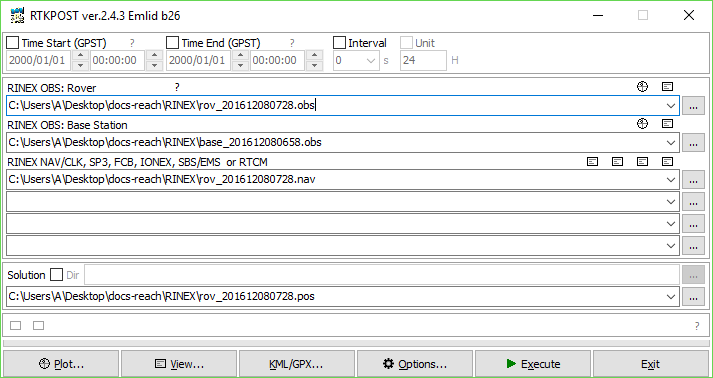 RTKPOST ver.2.4.3 Emlid b26
Time Start (GPST) ? Time End (GPST) ? Interval Unit
2000/01/01 00:00:00 2000/01/01 00:00:00 0 s 24 H
RINEX OBS: Rover ?
C:\Users\A\Desktop\docs-reach\RINEX\rov_201612080728.obs ...
RINEX OBS: Base Station
C:\Users\A\Desktop\docs-reach\RINEX\base_201612080658.obs ...
RINEX NAV/CLK, SP3, FCB, IONEX, SBS/EMS or RTCM
C:\Users\A\Desktop\docs-reach\RINEX\rov_201612080728.nav ...
...
...
...
Solution Dir ...
C:\Users\A\Desktop\docs-reach\RINEX\rov_201612080728.pos ...
?
Plot... View... KML/GPX... Options... Execute Exit